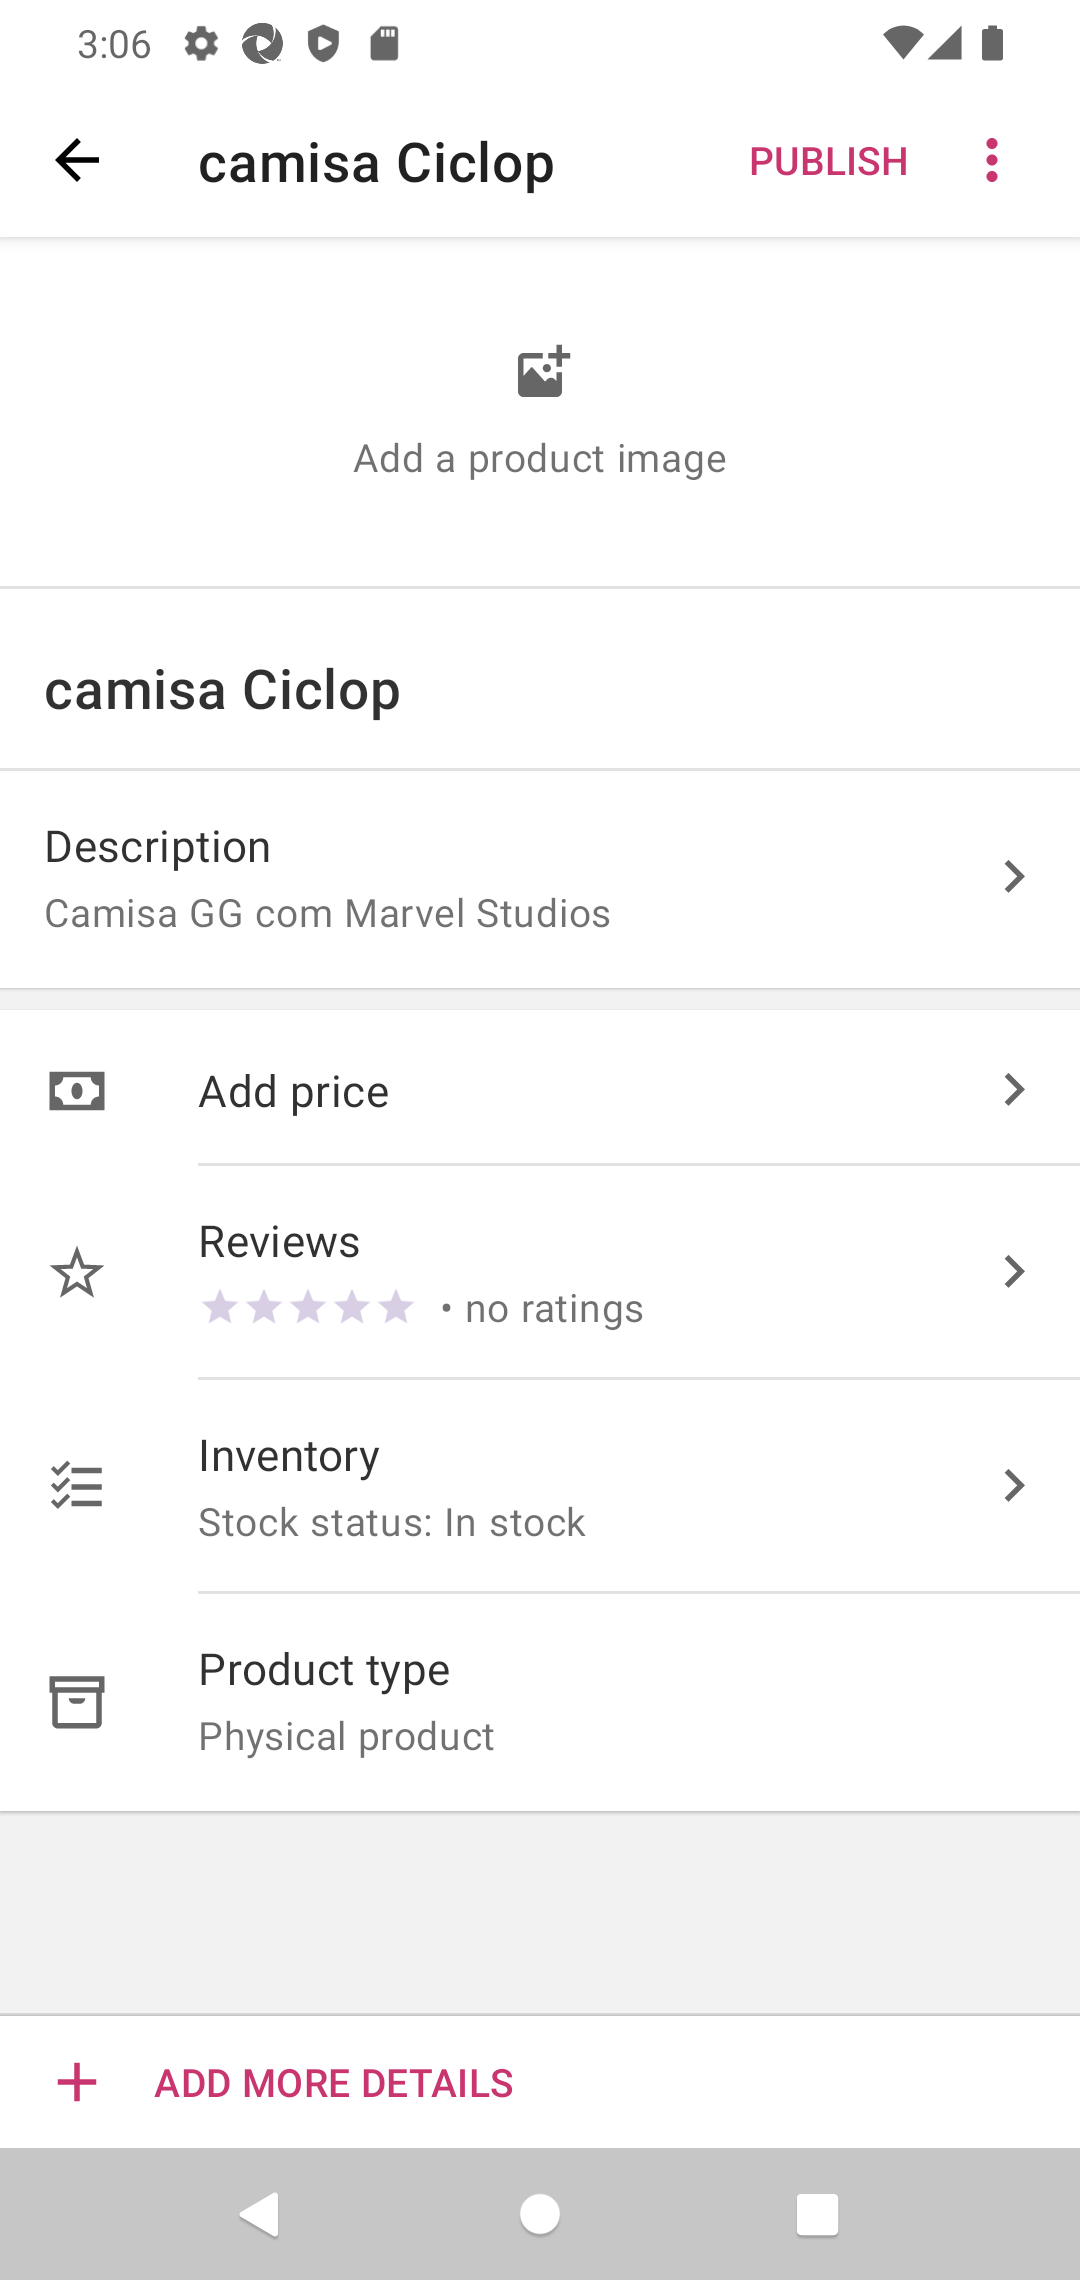 3:06
camisa Ciclop PUBLISH
Add a product image
camisa Ciclop
Description
Camisa GG com Marvel Studios
Add price
Reviews
• no ratings
Inventory
Stock status: In stock
Product type
Physical product
ADD MORE DETAILS